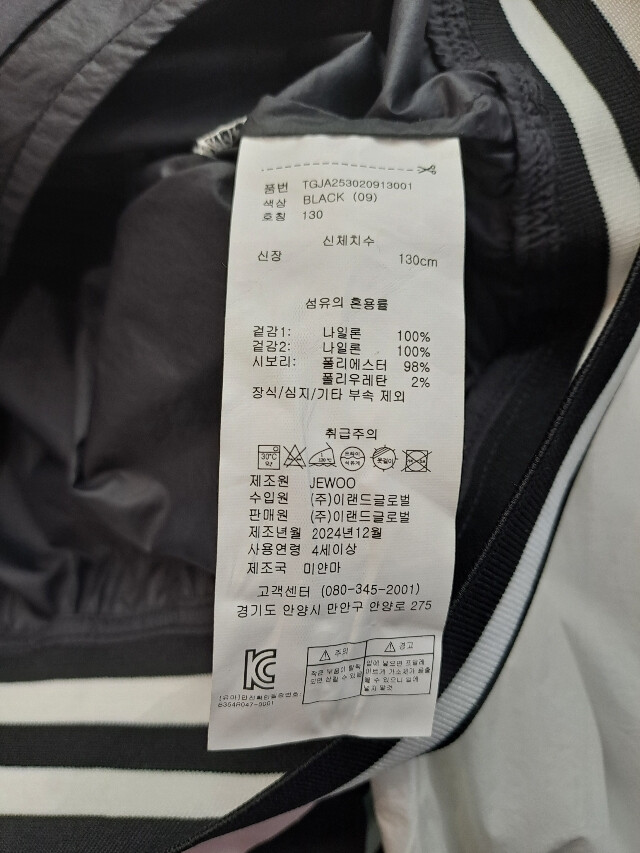 품번 TGJA253020913001
색상 BLACK (09)
호칭 130
신체치수
신장 130cm
섬유의 혼용률
겉감1: 나일론 100%
겉감2: 나일론 100%
시보리: 폴리에스터 98%
폴리우레탄 2%
장식/심지/기타 부속 제외
취급주의
30°C
제조원 JEWOO
수입원 (주)이랜드글로벌
판매원 (주)이랜드글로벌
제조년월 2024년12월
사용연령 4세이상
제조국 미얀마
고객센터 (080-345-2001)
경기도 안양시 만안구 안양로 275
주의
경고